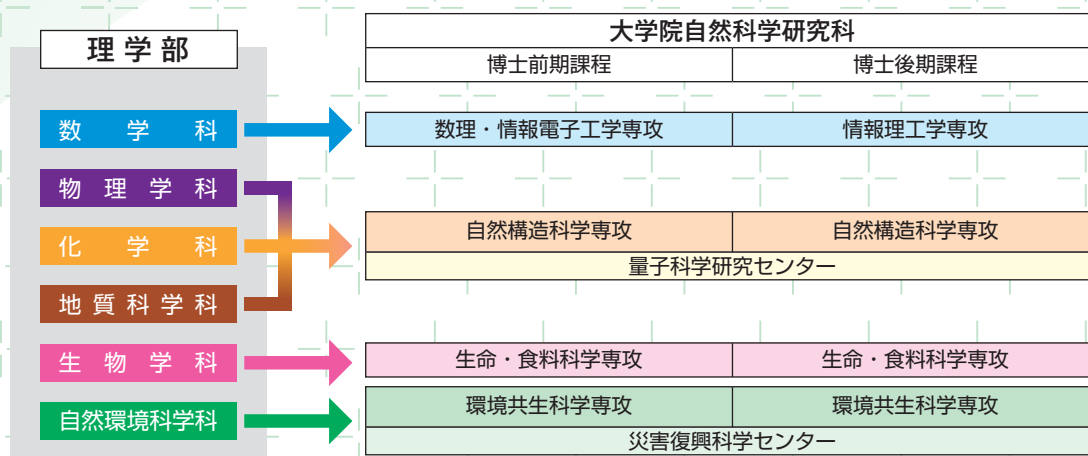 理学部
大学院自然科学研究科
博士前期課程 博士後期課程
数学科 数理・情報電子工学専攻 情報理工学専攻
物理学科
化学科 自然構造科学専攻 自然構造科学専攻
量子科学研究センター
地質科学科
生物学科 生命・食料科学専攻 生命・食料科学専攻
自然環境科学科 環境共生科学専攻 環境共生科学専攻
災害復興科学センター